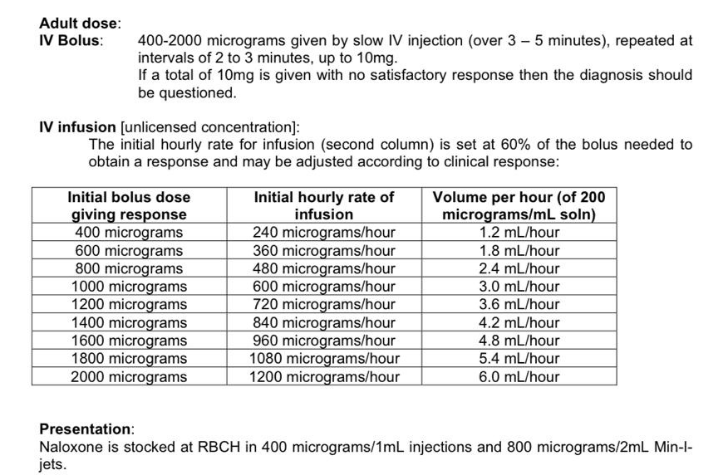 Adult dose:
IV Bolus: 400-2000 micrograms given by slow IV injection (over 3 – 5 minutes), repeated at
intervals of 2 to 3 minutes, up to 10mg.
If a total of 10mg is given with no satisfactory response then the diagnosis should
be questioned.
IV infusion [unlicensed concentration]:
The initial hourly rate for infusion (second column) is set at 60% of the bolus needed to
obtain a response and may be adjusted according to clinical response:
Initial bolus dose Initial hourly rate of Volume per hour (of 200
giving response infusion micrograms/mL soln)
400 micrograms 240 micrograms/hour 1.2 mL/hour
600 micrograms 360 micrograms/hour 1.8 mL/hour
800 micrograms 480 micrograms/hour 2.4 mL/hour
1000 micrograms 600 micrograms/hour 3.0 mL/hour
1200 micrograms 720 micrograms/hour 3.6 mL/hour
1400 micrograms 840 micrograms/hour 4.2 mL/hour
1600 micrograms 960 micrograms/hour 4.8 mL/hour
1800 micrograms 1080 micrograms/hour 5.4 mL/hour
2000 micrograms 1200 micrograms/hour 6.0 mL/hour
Presentation:
Naloxone is stocked at RBCH in 400 micrograms/1mL injections and 800 micrograms/2mL Min-I-
jets.